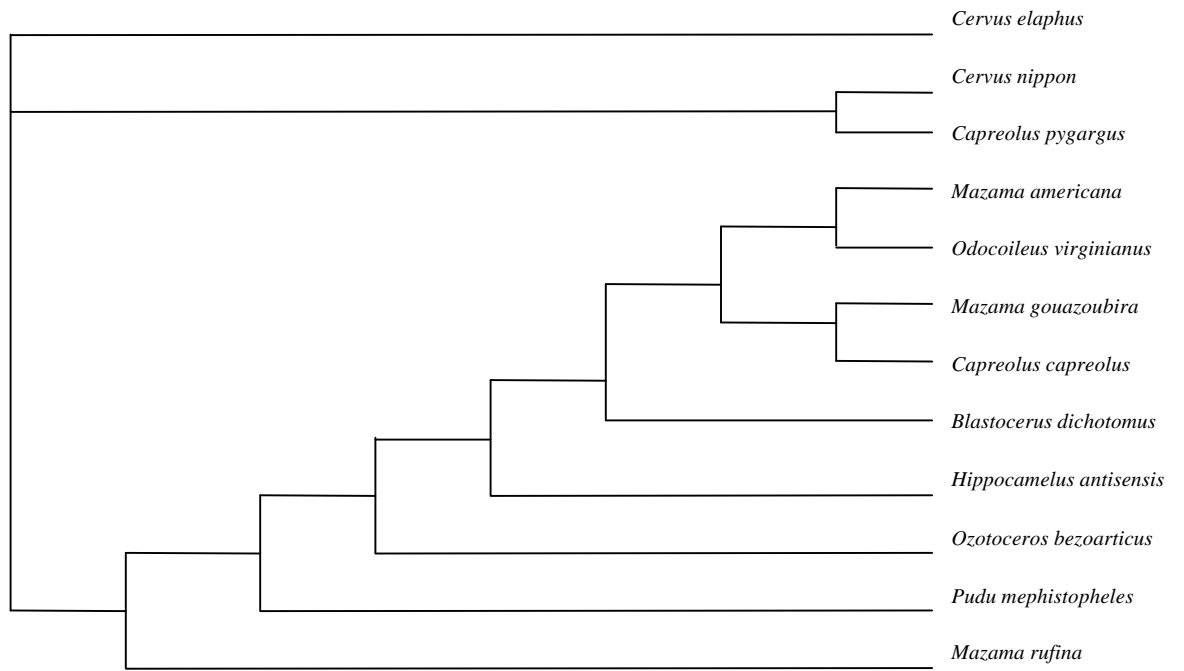 Cervus elaphus
Cervus nippon
Capreolus pygargus
Mazama americana
Odocoileus virginianus
Mazama gouazoubira
Capreolus capreolus
Blastocerus dichotomus
Hippocamelus antisensis
Ozotoceros bezoarticus
Pudu mephistopheles
Mazama rufina